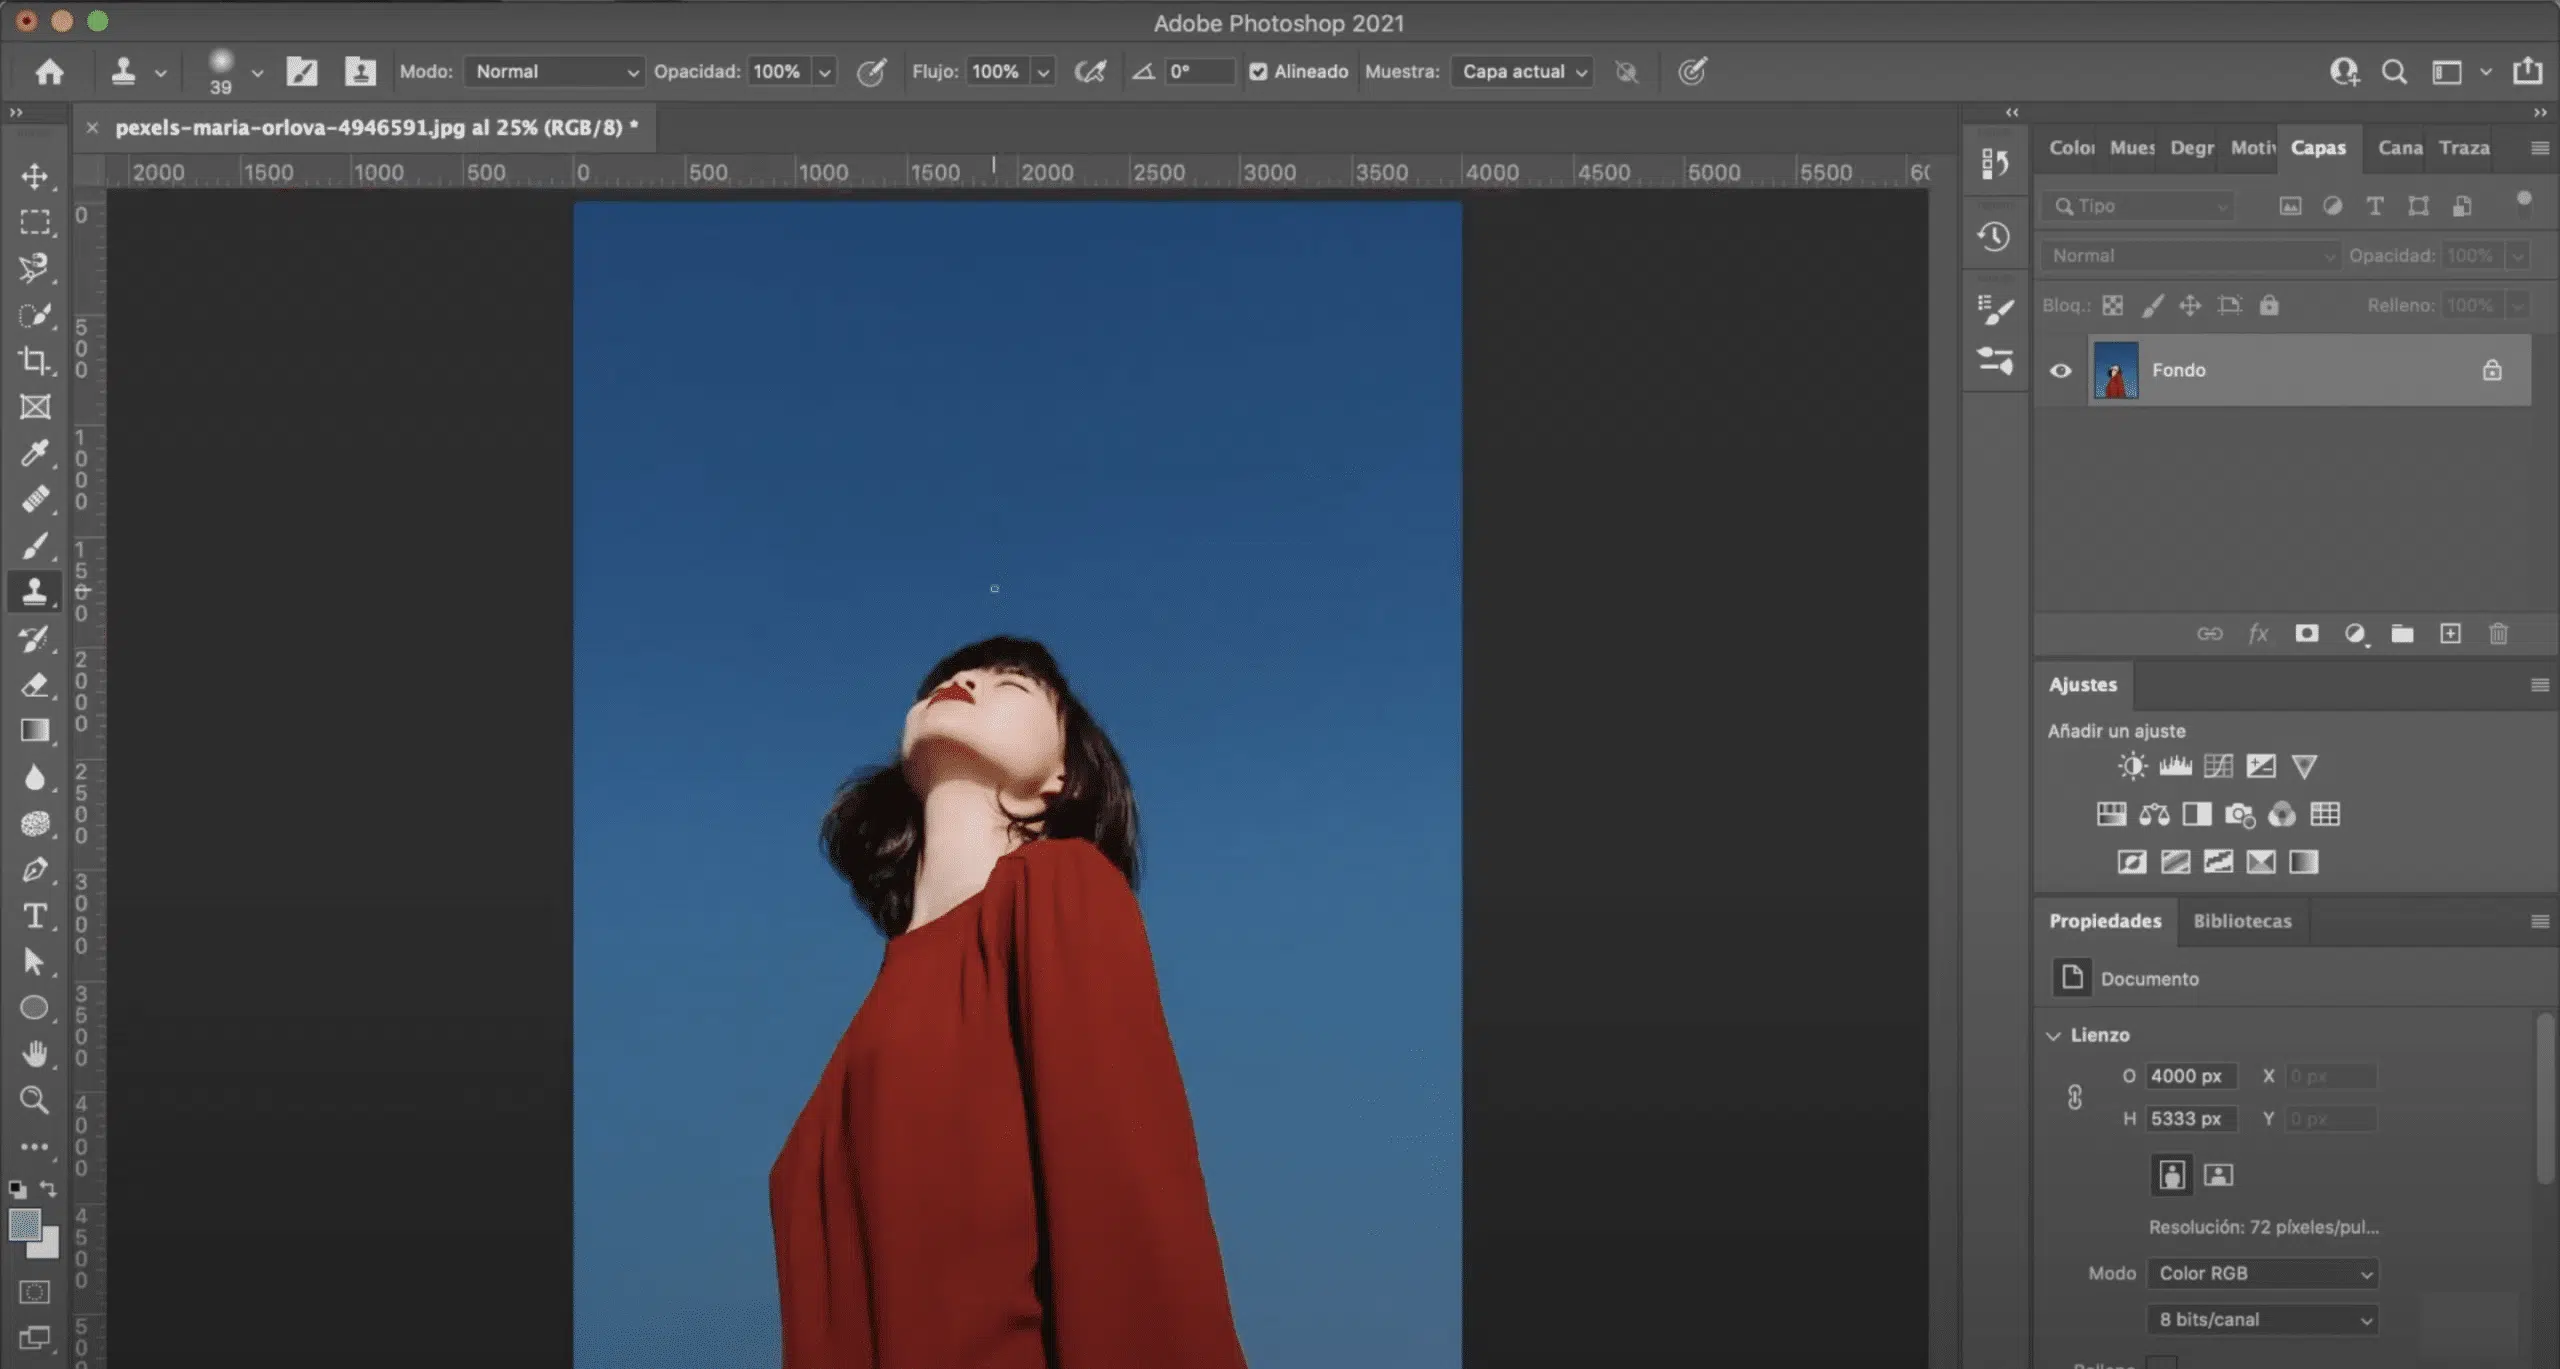 Adobe Photoshop 2021
39 Modo: Normal Opacidad: 100% Flujo: 100% 0° Alineado Muestra: Capa actual
pexels-maria-orlova-4946591.jpg al 25% (RGB/8) *
2000 1500 1000 500 0 500 1000 1500 2000 2500 3000 3500 4000 4500 5000 5500 60
0
500
1000
1500
2000
2500
3000
3500
4000
4500
50
Color Mues Degr Motiv Capas Cana Traza
Tipo
Normal Opacidad: 100%
Bloq.: Relleno: 100%
Fondo
fx
Ajustes
Añadir un ajuste
Propiedades Bibliotecas
Documento
Lienzo
O 4000 px X 0 px
H 5333 px Y 0 px
Resolución: 72 píxeles/pul...
Modo Color RGB
8 bits/canal